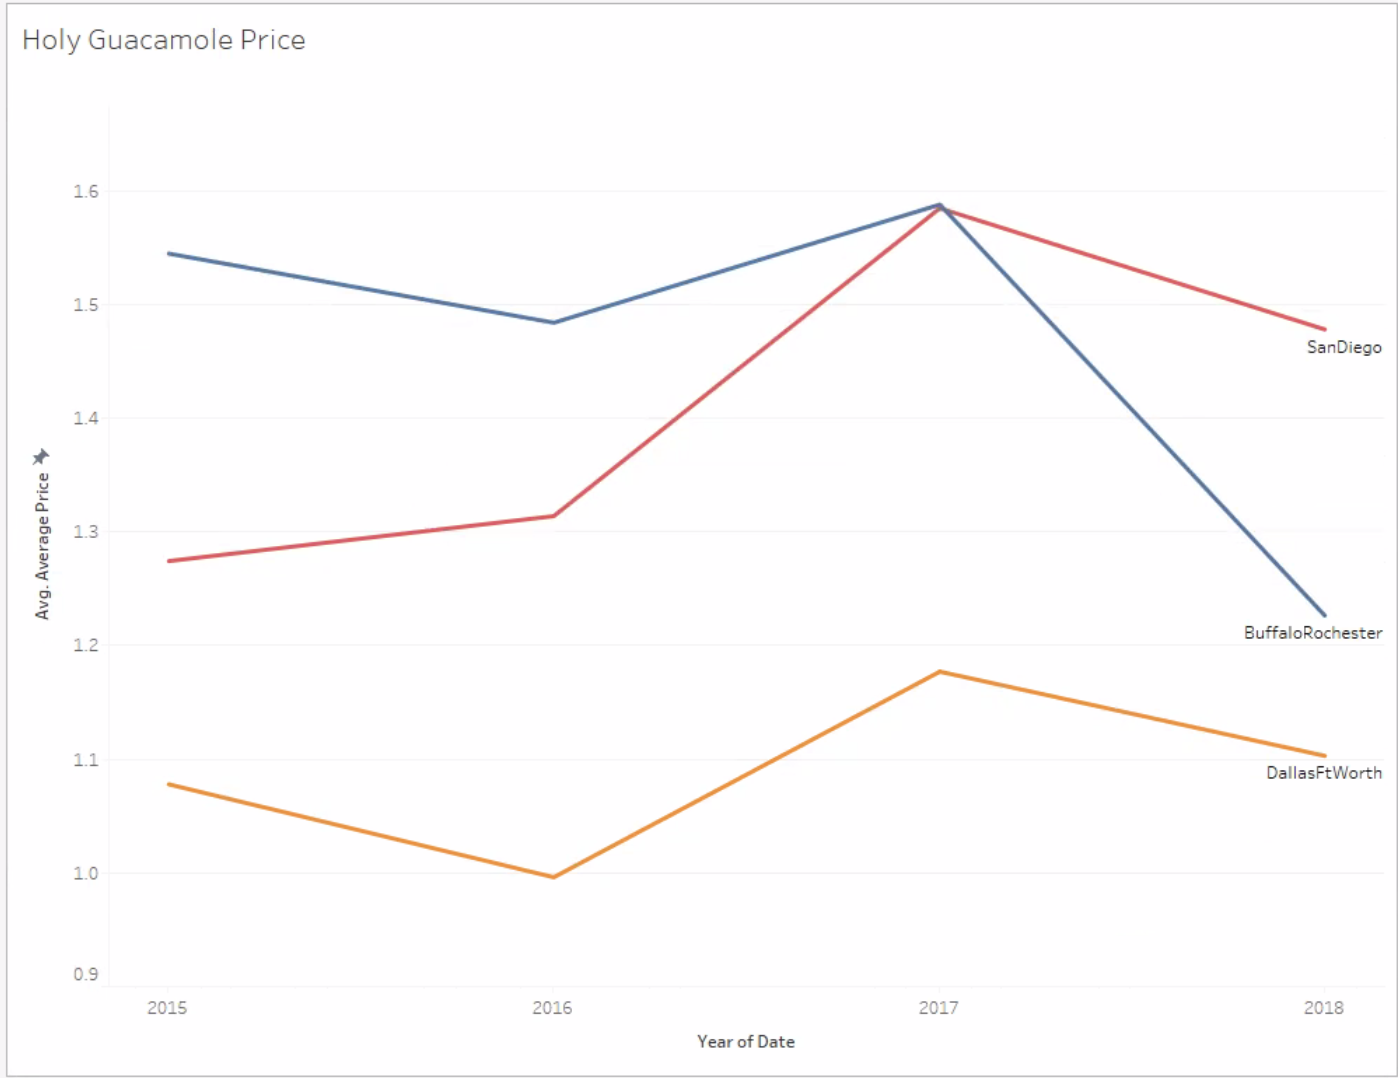 Holy Guacamole Price
1.6
1.5
1.4
1.3
1.2
1.1
1.0
0.9
Avg. Average Price
SanDiego
BuffaloRochester
DallasFtWorth
2015 2016 2017 2018
Year of Date